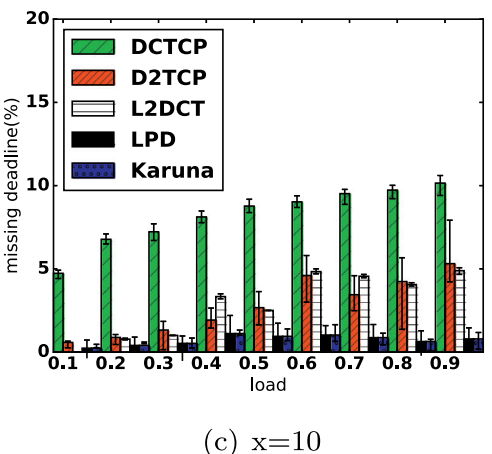 20
15
10
5
0
missing deadline(%)
DCTCP
D2TCP
L2DCT
LPD
Karuna
0.1 0.2 0.3 0.4 0.5 0.6 0.7 0.8 0.9
load
(c) x=10